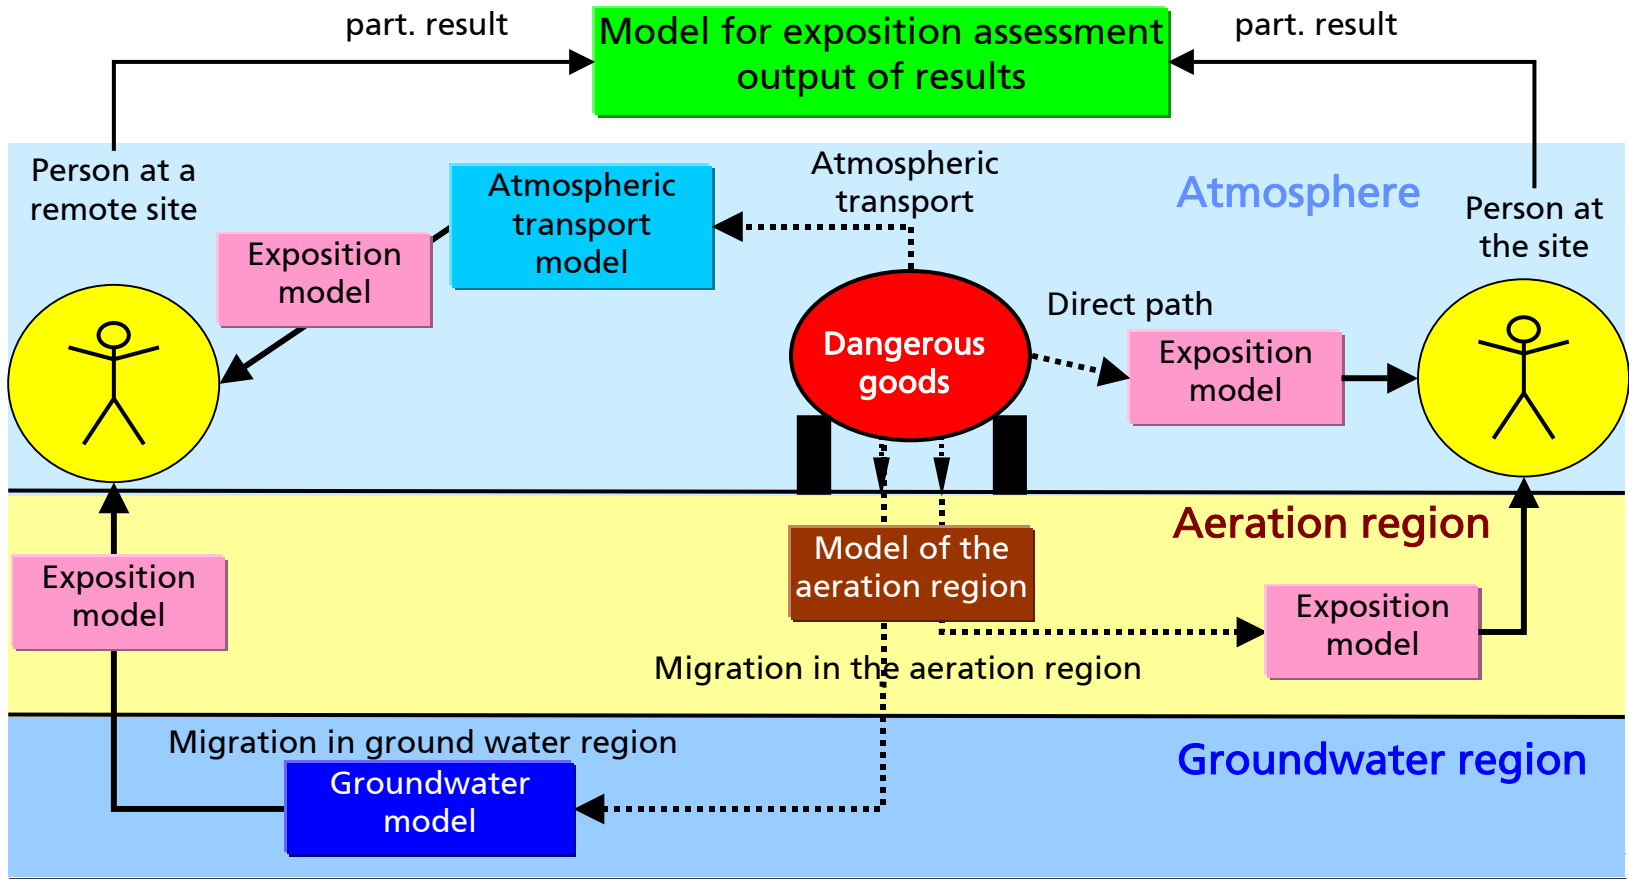 part. result
Model for exposition assessment
output of results
part. result
Person at a
remote site
Atmospheric
transport
model
Atmospheric
transport
Atmosphere
Person at
the site
Exposition
model
Direct path
Dangerous
goods
Exposition
model
Aeration region
Model of the
aeration region
Exposition
model
Exposition
model
Migration in the aeration region
Migration in ground water region
Groundwater region
Groundwater
model